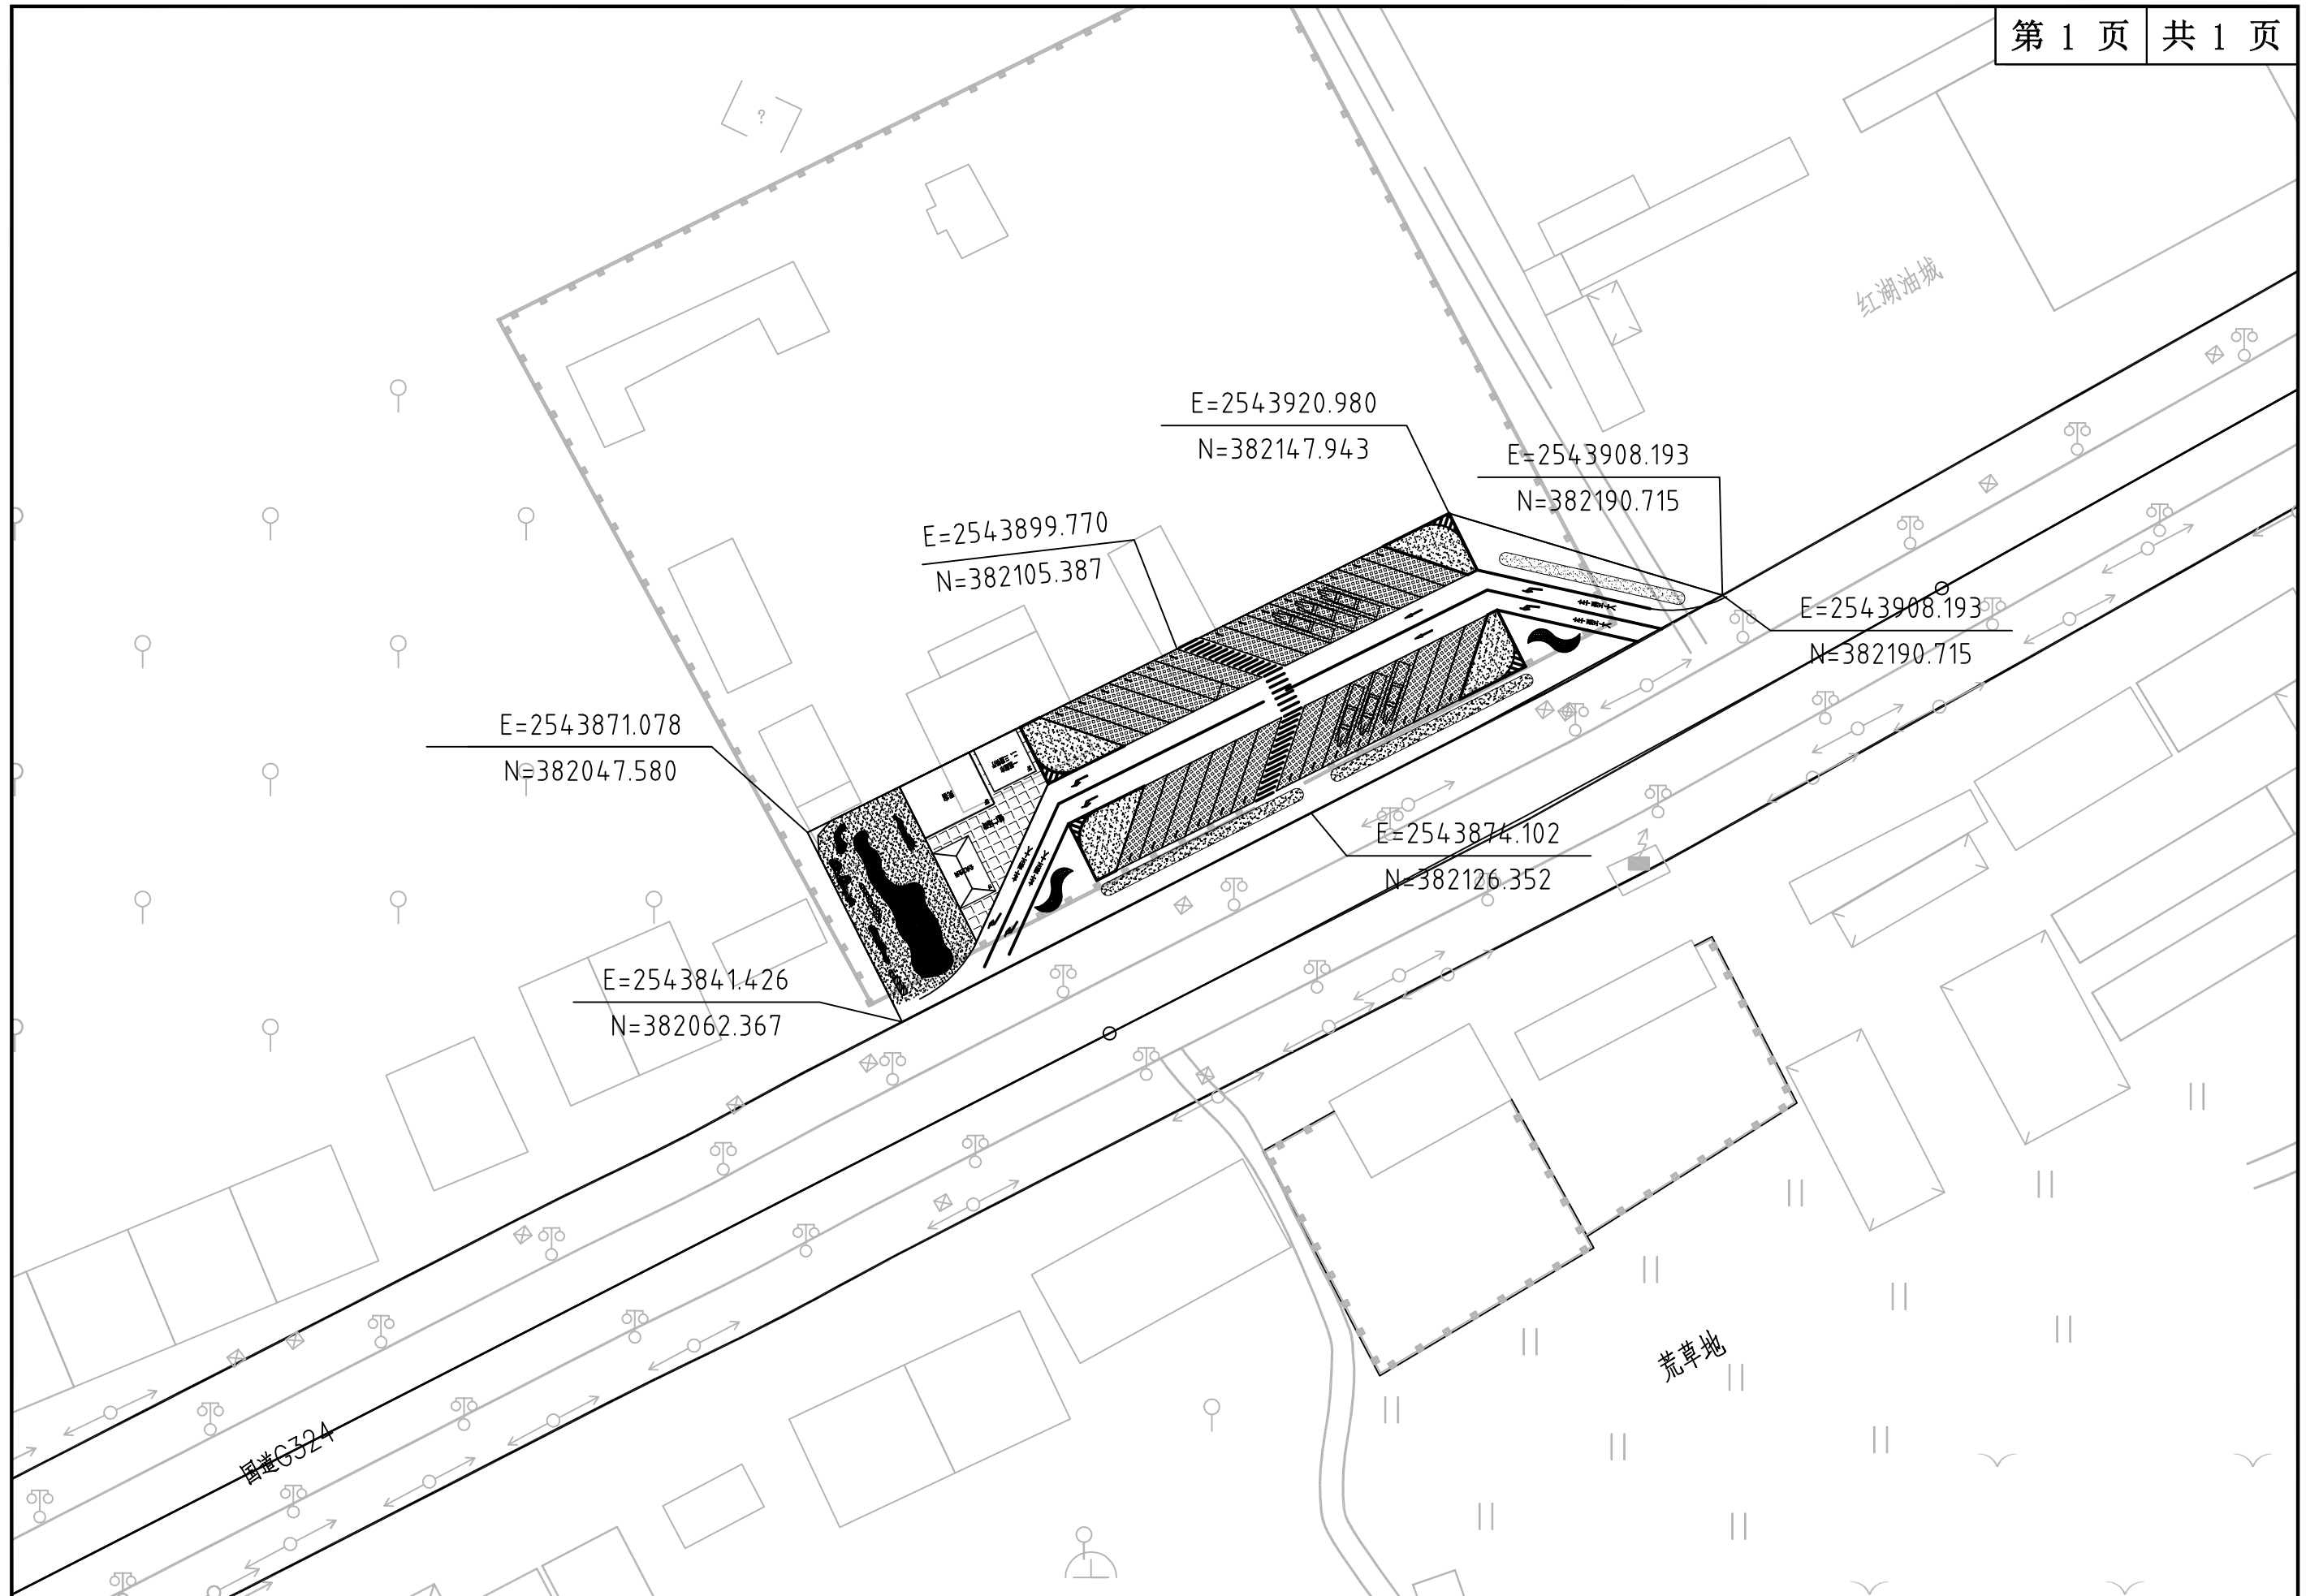 第 1 页
共 1 页
?
红湖油城
E=2543920.980
N=382147.943
E=2543908.193
N=382190.715
E=2543899.770
N=382105.387
E=2543908.193
N=382190.715
E=2543871.078
N=382047.580
E=2543874.102
N=382126.352
E=2543841.426
N=382062.367
荒草地
国道G324